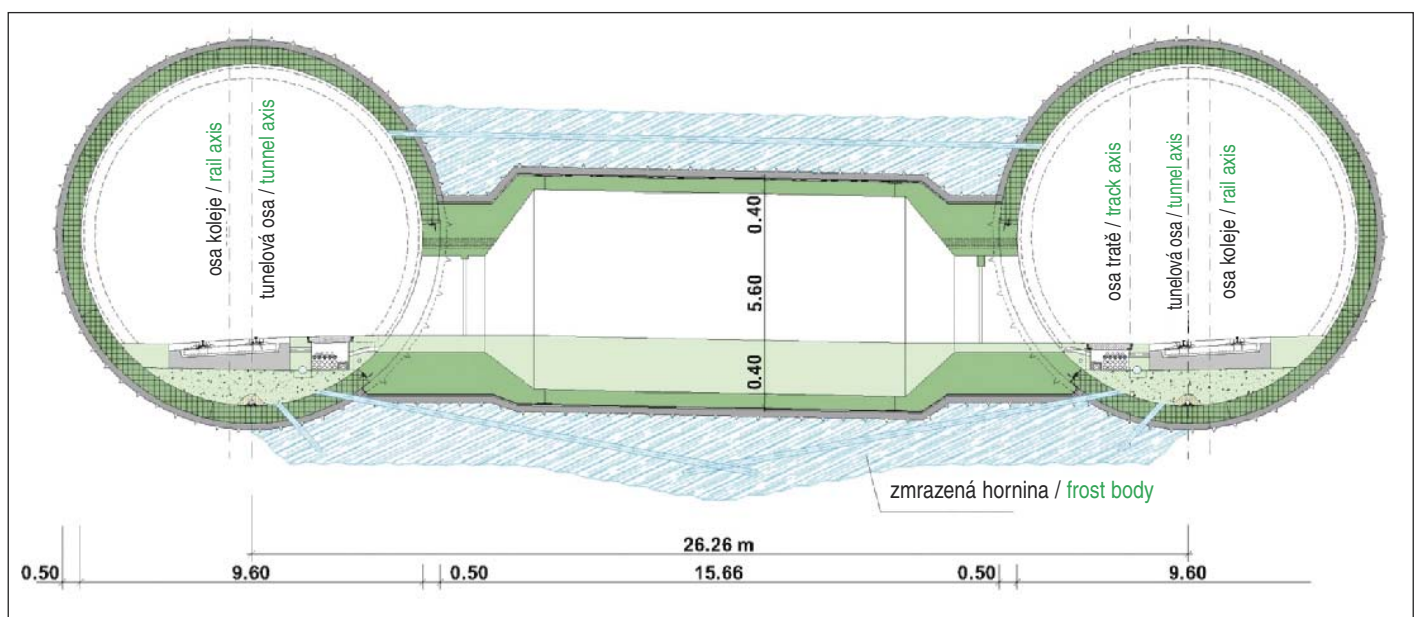 osa koleje / rail axis
tunelová osa / tunnel axis
0.40
5.60
0.40
osa tratě / track axis
tunelová osa / tunnel axis
osa koleje / rail axis
zmrazená hornina / frost body
26.26 m
0.50 9.60 0.50 15.66 0.50 9.60